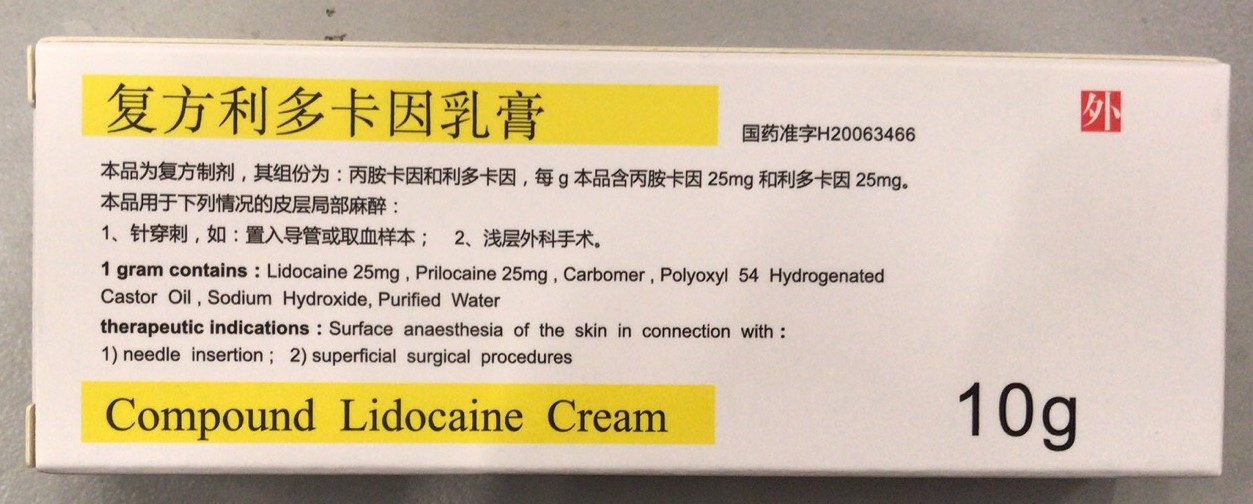 复方利多卡因乳膏
国药准字H20063466
外
本品为复方制剂，其组份为：丙胺卡因和利多卡因，每 g 本品含丙胺卡因 25mg 和利多卡因 25mg。
本品用于下列情况的皮层局部麻醉：
1、针穿刺，如：置入导管或取血样本； 2、浅层外科手术。
1 gram contains : Lidocaine 25mg , Prilocaine 25mg , Carbomer , Polyoxyl 54 Hydrogenated
Castor Oil , Sodium Hydroxide, Purified Water
therapeutic indications : Surface anaesthesia of the skin in connection with :
1) needle insertion ; 2) superficial surgical procedures
Compound Lidocaine Cream
10g